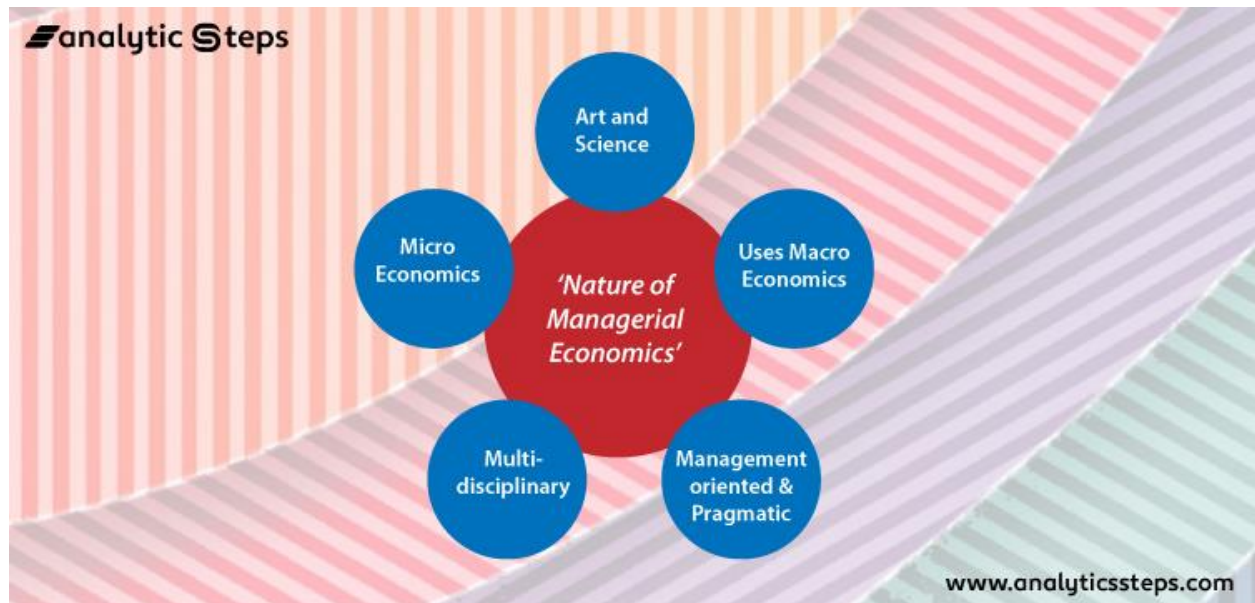 analytic Steps
Art and
Science
Micro
Economics
Uses Macro
Economics
‘Nature of
Managerial
Economics’
Multi-
disciplinary
Management
oriented &
Pragmatic
www.analyticssteps.com